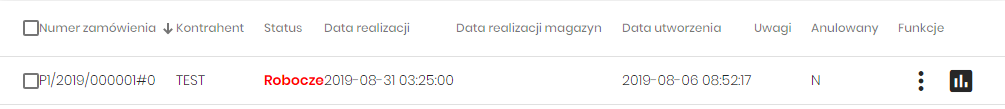 Numer zamówienia Kontrahent Status Data realizacji Data realizacji magazyn Data utworzenia Uwagi Anulowany Funkcje
P1/2019/000001#0 TEST Robocze 2019-08-31 03:25:00 2019-08-06 08:52:17 N